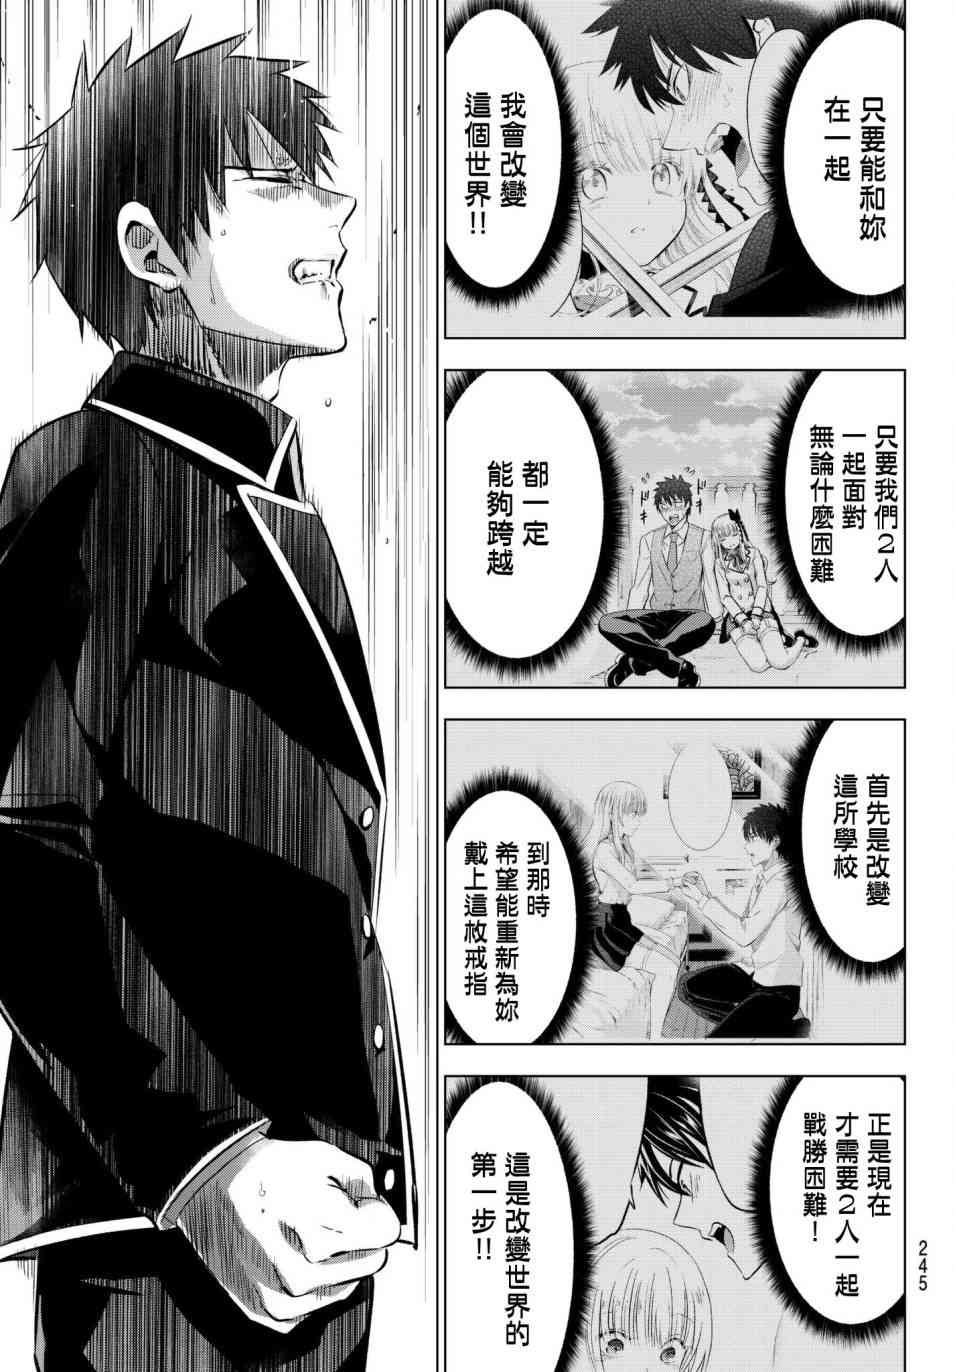 只要能和妳
在一起
我會改變
這個世界!!
只要我們2人
一起面對
無論什麼困難
都一定
能夠跨越
首先是改變
這所學校
到那時
希望能重新為妳
戴上這枚戒指
正是現在
才需要2人一起
戰勝困難！
這是改變世界的
第一步!!
245